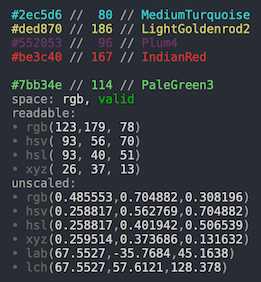 #2ec5d6 //  80 // MediumTurquoise
#ded870 // 186 // LightGoldenrod2
#552053 //  96 // Plum4
#be3c40 // 167 // IndianRed

#7bb34e // 114 // PaleGreen3
space: rgb, valid
readable:
• rgb(123,179, 78)
• hsv( 93, 56, 70)
• hsl( 93, 40, 51)
• xyz( 26, 37, 13)
unscaled:
• rgb(0.485553,0.704882,0.308196)
• hsv(0.258817,0.562769,0.704882)
• hsl(0.258817,0.401942,0.506539)
• xyz(0.259514,0.373686,0.131632)
• lab(67.5527,-35.7684,45.1638)
• lch(67.5527,57.6121,128.378)